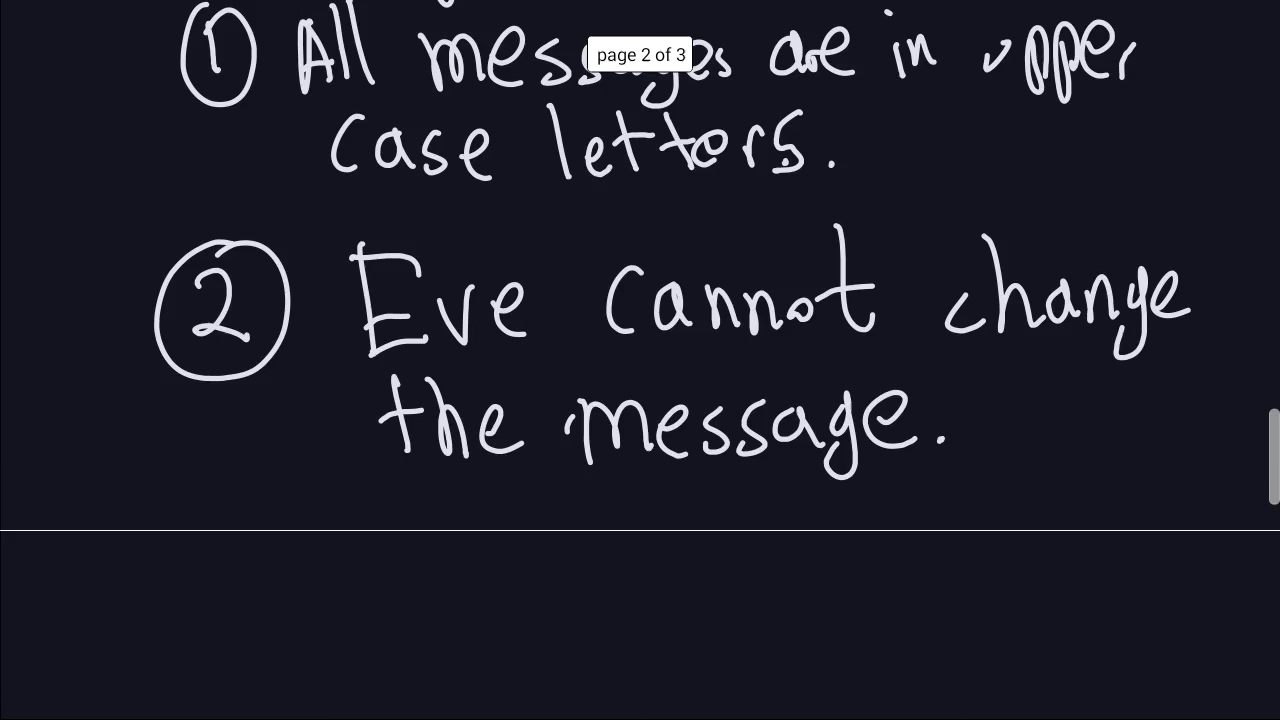 ① All messages are in upper
page 2 of 3
case letters.
② Eve cannot change
the message.